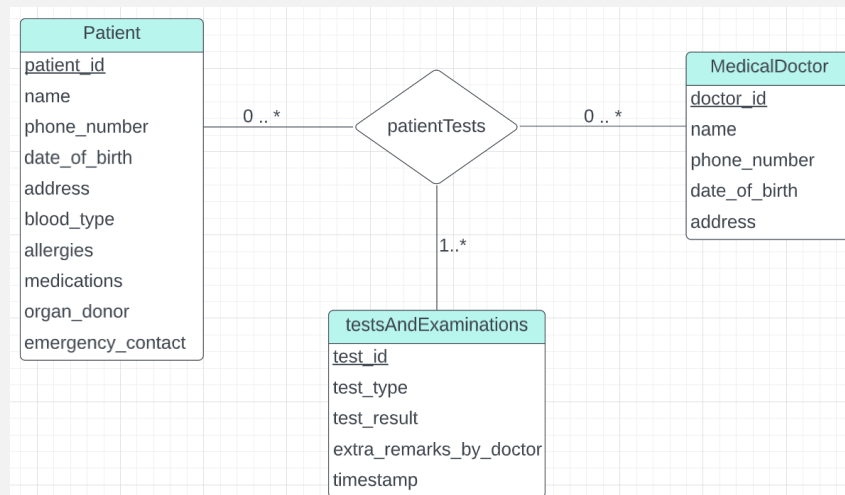 Patient
patient_id
name
phone_number
date_of_birth
address
blood_type
allergies
medications
organ_donor
emergency_contact
0 .. *
patientTests
0 .. *
MedicalDoctor
doctor_id
name
phone_number
date_of_birth
address
1..*
testsAndExaminations
test_id
test_type
test_result
extra_remarks_by_doctor
timestamp